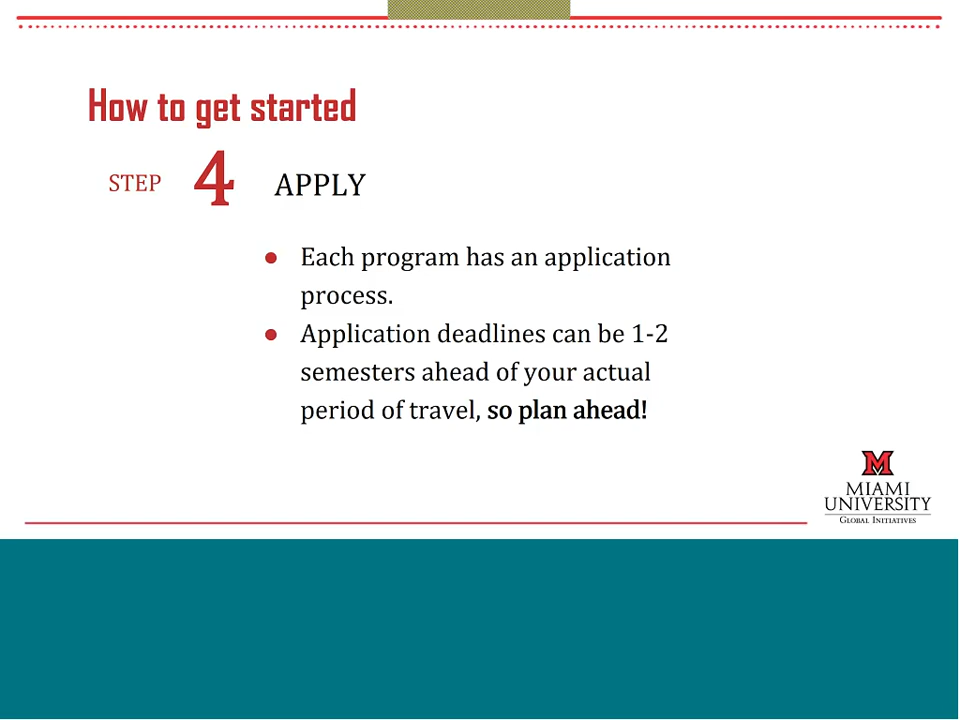 How to get started
STEP 4 APPLY
● Each program has an application
process.
● Application deadlines can be 1-2
semesters ahead of your actual
period of travel, so plan ahead!
M
MIAMI
UNIVERSITY
GLOBAL INITIATIVES